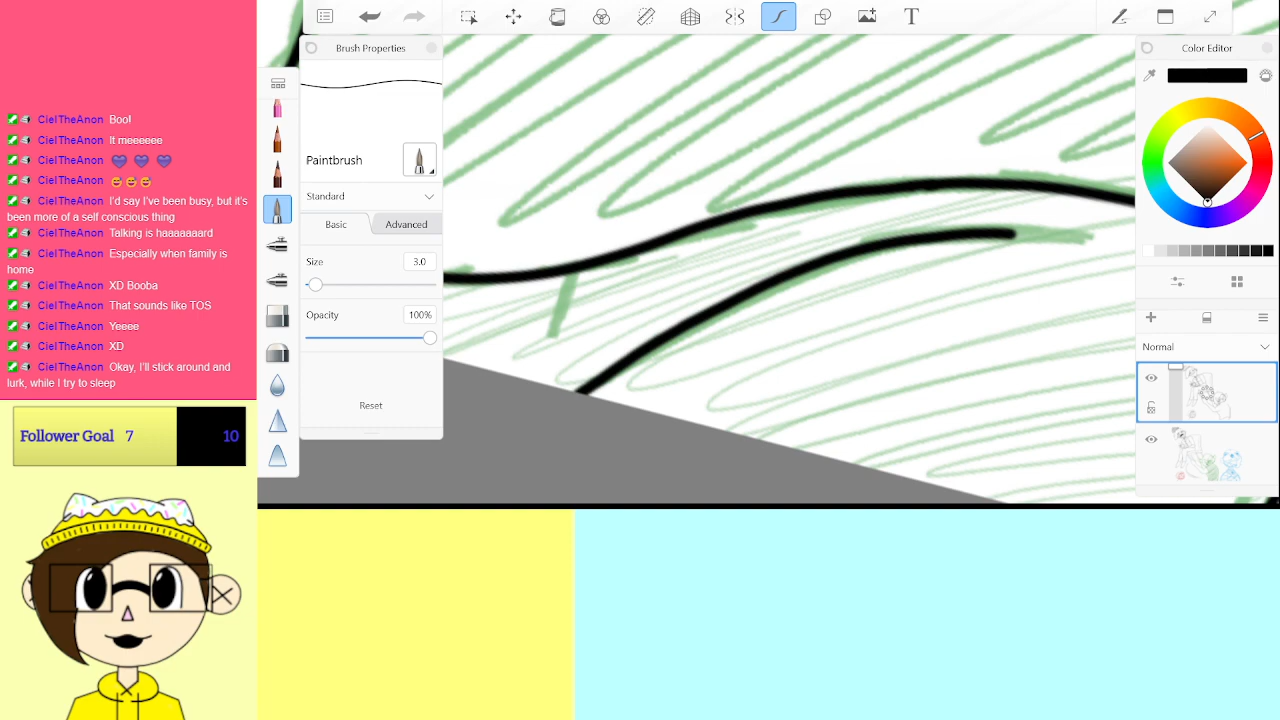 CielTheAnon Boo!
CielTheAnon It meeeeee
CielTheAnon
CielTheAnon
CielTheAnon I'd say I've been busy, but it's
been more of a self conscious thing
CielTheAnon Talking is haaaaaard
CielTheAnon Especially when family is
home
CielTheAnon XD Booba
CielTheAnon That sounds like TOS
CielTheAnon Yeeee
CielTheAnon XD
CielTheAnon Okay, I'll stick around and
lurk, while I try to sleep
Follower Goal 7 10
T
Brush Properties
Paintbrush
Standard
Basic Advanced
Size 3.0
Opacity 100%
Reset
Color Editor
Normal